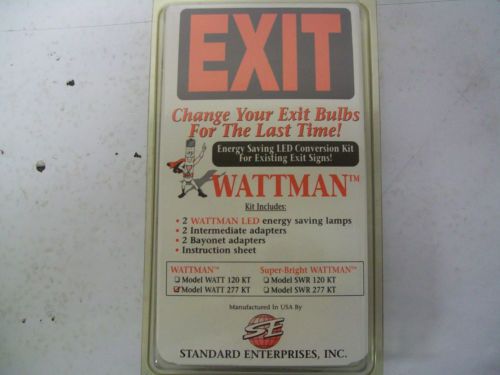 EXIT
Change Your Exit Bulbs
For The Last Time!
Energy Saving LED Conversion Kit
For Existing Exit Signs!
WATTMAN™
Kit Includes:
• 2 WATTMAN LED energy saving lamps
• 2 Intermediate adapters
• 2 Bayonet adapters
• Instruction sheet
WATTMAN™ Super-Bright WATTMAN™
Model WATT 120 KT Model SWR 120 KT
Model WATT 277 KT Model SWR 277 KT
Manufactured In USA By
SE
STANDARD ENTERPRISES, INC.